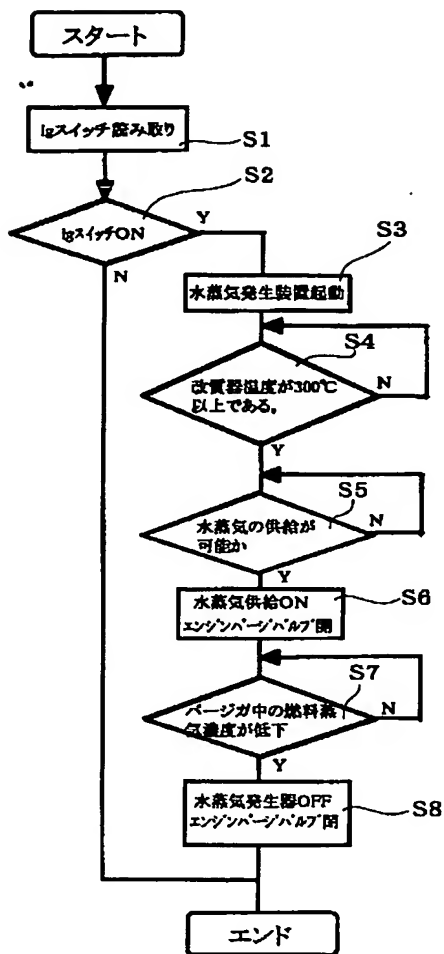 スタート
Igスイッチ読み取り
S1
S2
IgスイッチON
Y
N
S3
水蒸気発生装置起動
S4
改質器温度が300℃
以上である。
N
Y
S5
水蒸気の供給が
可能か
N
Y
S6
水蒸気供給ON
エンジンパージバルブ開
S7
パージガ中の燃料蒸
気濃度が低下
N
Y
水蒸気発生器OFF
エンジンパージバルブ閉
S8
エンド